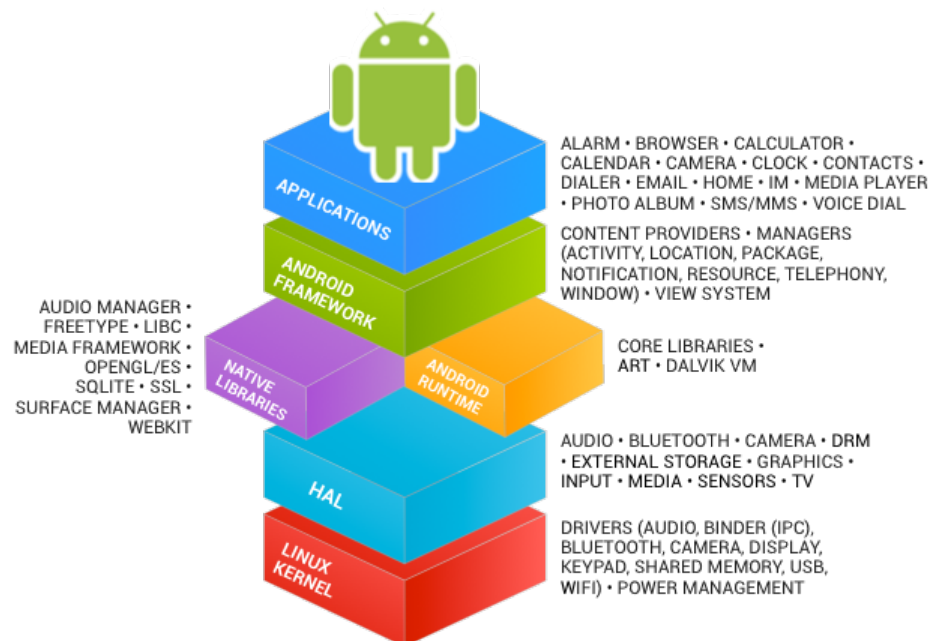 ALARM • BROWSER • CALCULATOR •
CALENDAR • CAMERA • CLOCK • CONTACTS •
DIALER • EMAIL • HOME • IM • MEDIA PLAYER
• PHOTO ALBUM • SMS/MMS • VOICE DIAL
APPLICATIONS
CONTENT PROVIDERS • MANAGERS
(ACTIVITY, LOCATION, PACKAGE,
NOTIFICATION, RESOURCE, TELEPHONY,
WINDOW) • VIEW SYSTEM
ANDROID
FRAMEWORK
AUDIO MANAGER •
FREETYPE • LIBC •
MEDIA FRAMEWORK •
OPENGL/ES •
SQLITE • SSL •
SURFACE MANAGER •
WEBKIT
NATIVE
LIBRARIES
ANDROID
RUNTIME
CORE LIBRARIES •
ART • DALVIK VM
HAL
AUDIO • BLUETOOTH • CAMERA • DRM
• EXTERNAL STORAGE • GRAPHICS •
INPUT • MEDIA • SENSORS • TV
LINUX
KERNEL
DRIVERS (AUDIO, BINDER (IPC),
BLUETOOTH, CAMERA, DISPLAY,
KEYPAD, SHARED MEMORY, USB,
WIFI) • POWER MANAGEMENT